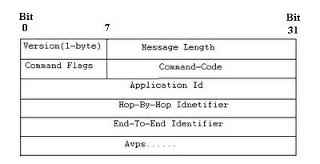 Bit Bit
0 7 31
Version(1-byte) Message Length
Command Flags Command-Code
Application Id
Hop-By-Hop Idnetifier
End-To-End Identifier
Avps......